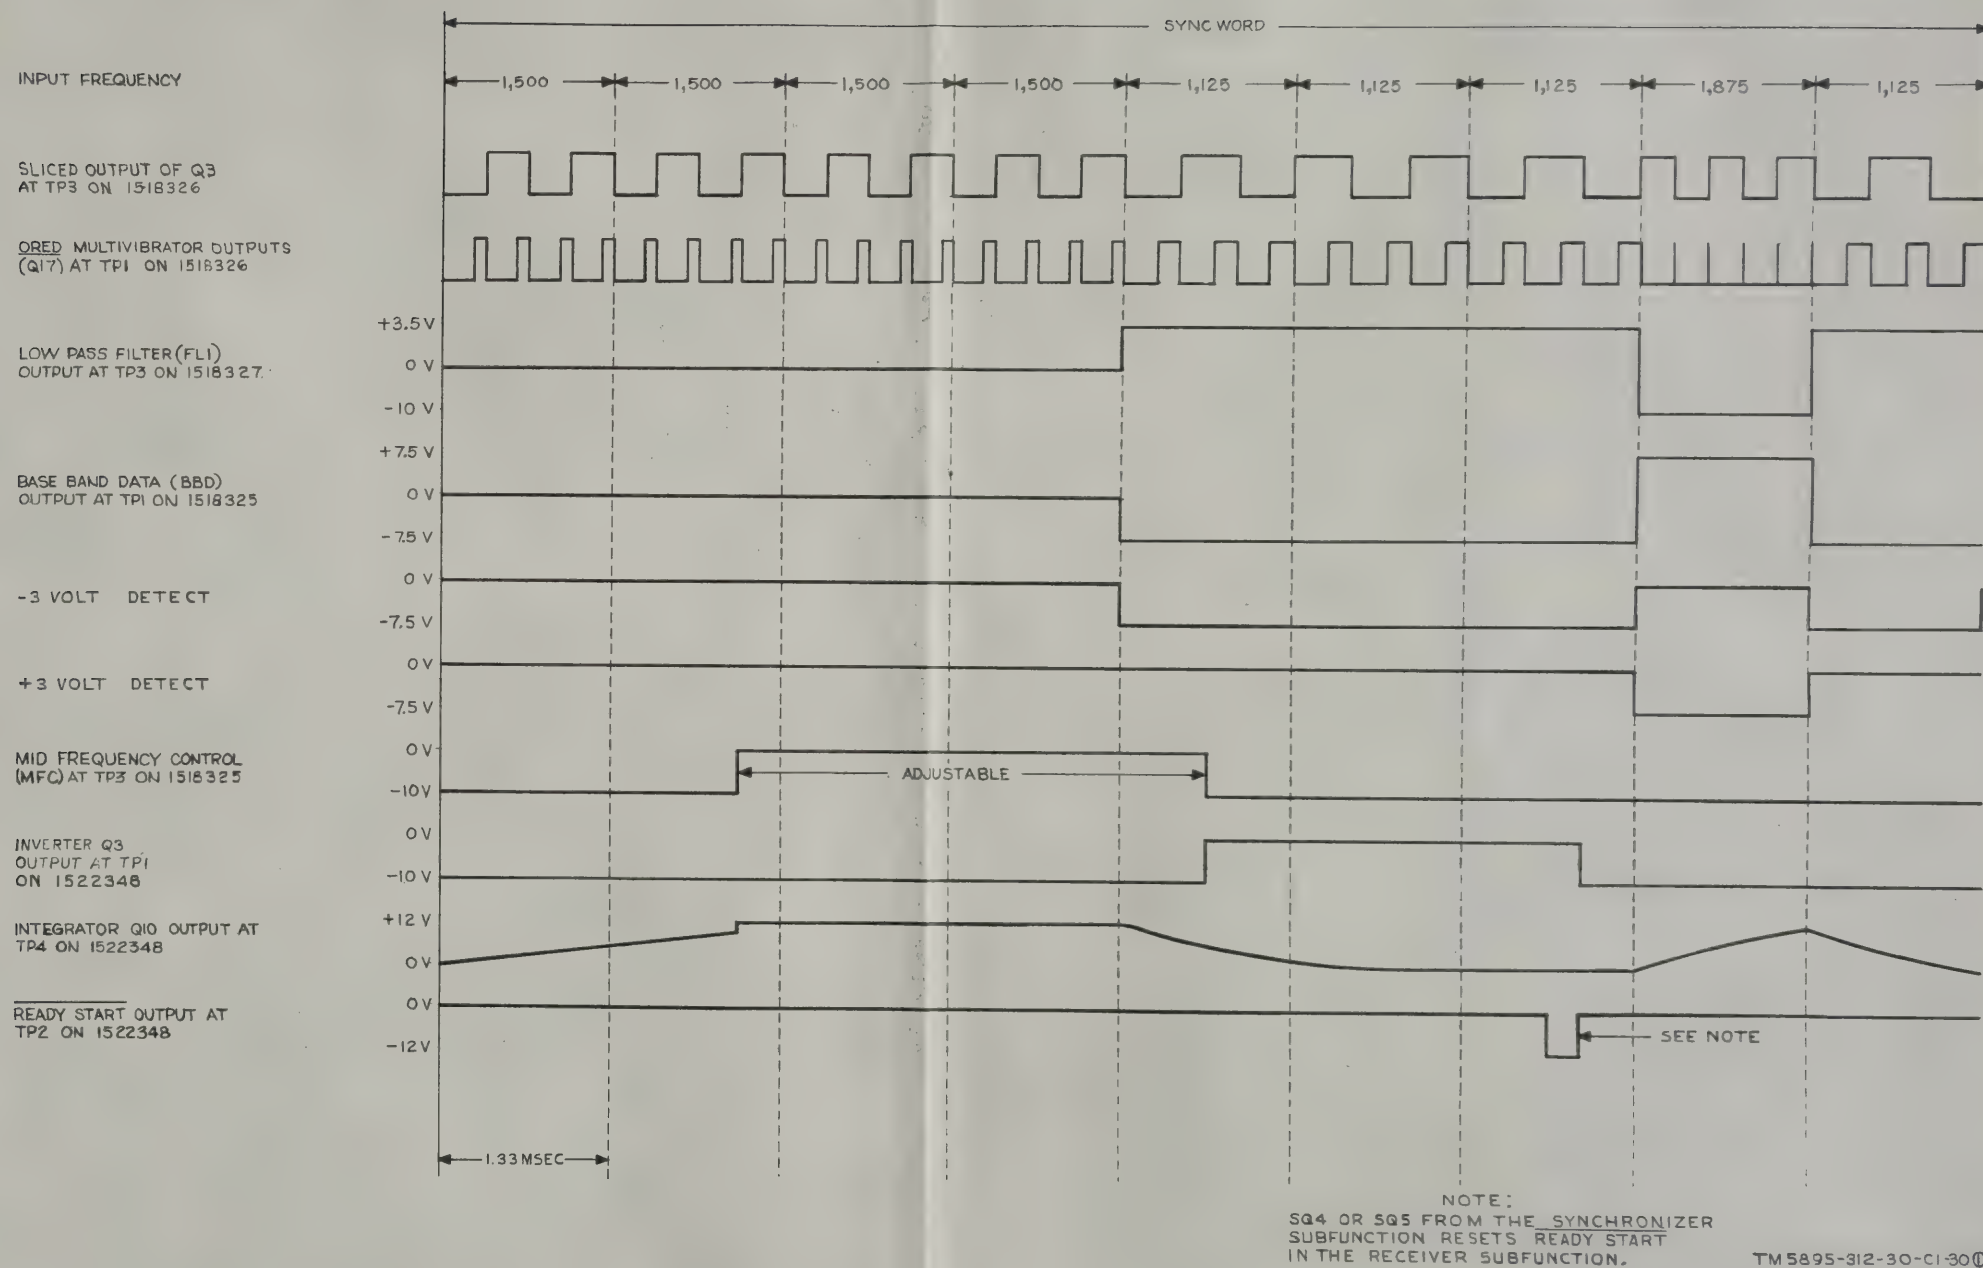 SYNC WORD
INPUT FREQUENCY
1,500 1,500 1,500 1,500 1,125 1,125 1,125 1,875 1,125
SLICED OUTPUT OF Q3
AT TP3 ON 1518326
ORED MULTIVIBRATOR OUTPUTS
(Q17) AT TP1 ON 1518326
+3.5V
LOW PASS FILTER (FL1)
OUTPUT AT TP3 ON 1518327.
0 V
-10 V
+7.5 V
BASE BAND DATA (BBD)
OUTPUT AT TP1 ON 1518325
0 V
-7.5 V
0 V
-3 VOLT DETECT
-7.5 V
0 V
+3 VOLT DETECT
-7.5 V
0 V
MID FREQUENCY CONTROL
(MFC) AT TP3 ON 1518325
ADJUSTABLE
-10V
0 V
INVERTER Q3
OUTPUT AT TP1
ON 1522348
-10 V
+12 V
INTEGRATOR Q10 OUTPUT AT
TP4 ON 1522348
0 V
0 V
READY START OUTPUT AT
TP2 ON 1522348
-12V
SEE NOTE
1.33 MSEC
NOTE:
SQ4 OR SQ5 FROM THE SYNCHRONIZER
SUBFUNCTION RESETS READY START
IN THE RECEIVER SUBFUNCTION.
TM 5895-312-30-C1-30①